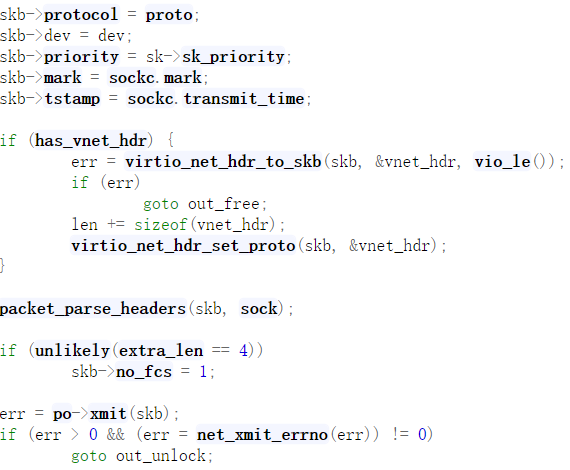 skb->protocol = proto;
skb->dev = dev;
skb->priority = sk->sk_priority;
skb->mark = sockc.mark;
skb->tstamp = sockc.transmit_time;
if (has_vnet_hdr) {
err = virtio_net_hdr_to_skb(skb, &vnet_hdr, vio_le());
if (err)
goto out_free;
len += sizeof(vnet_hdr);
virtio_net_hdr_set_proto(skb, &vnet_hdr);
}
packet_parse_headers(skb, sock);
if (unlikely(extra_len == 4))
skb->no_fcs = 1;
err = po->xmit(skb);
if (err > 0 && (err = net_xmit_errno(err)) != 0)
goto out_unlock;